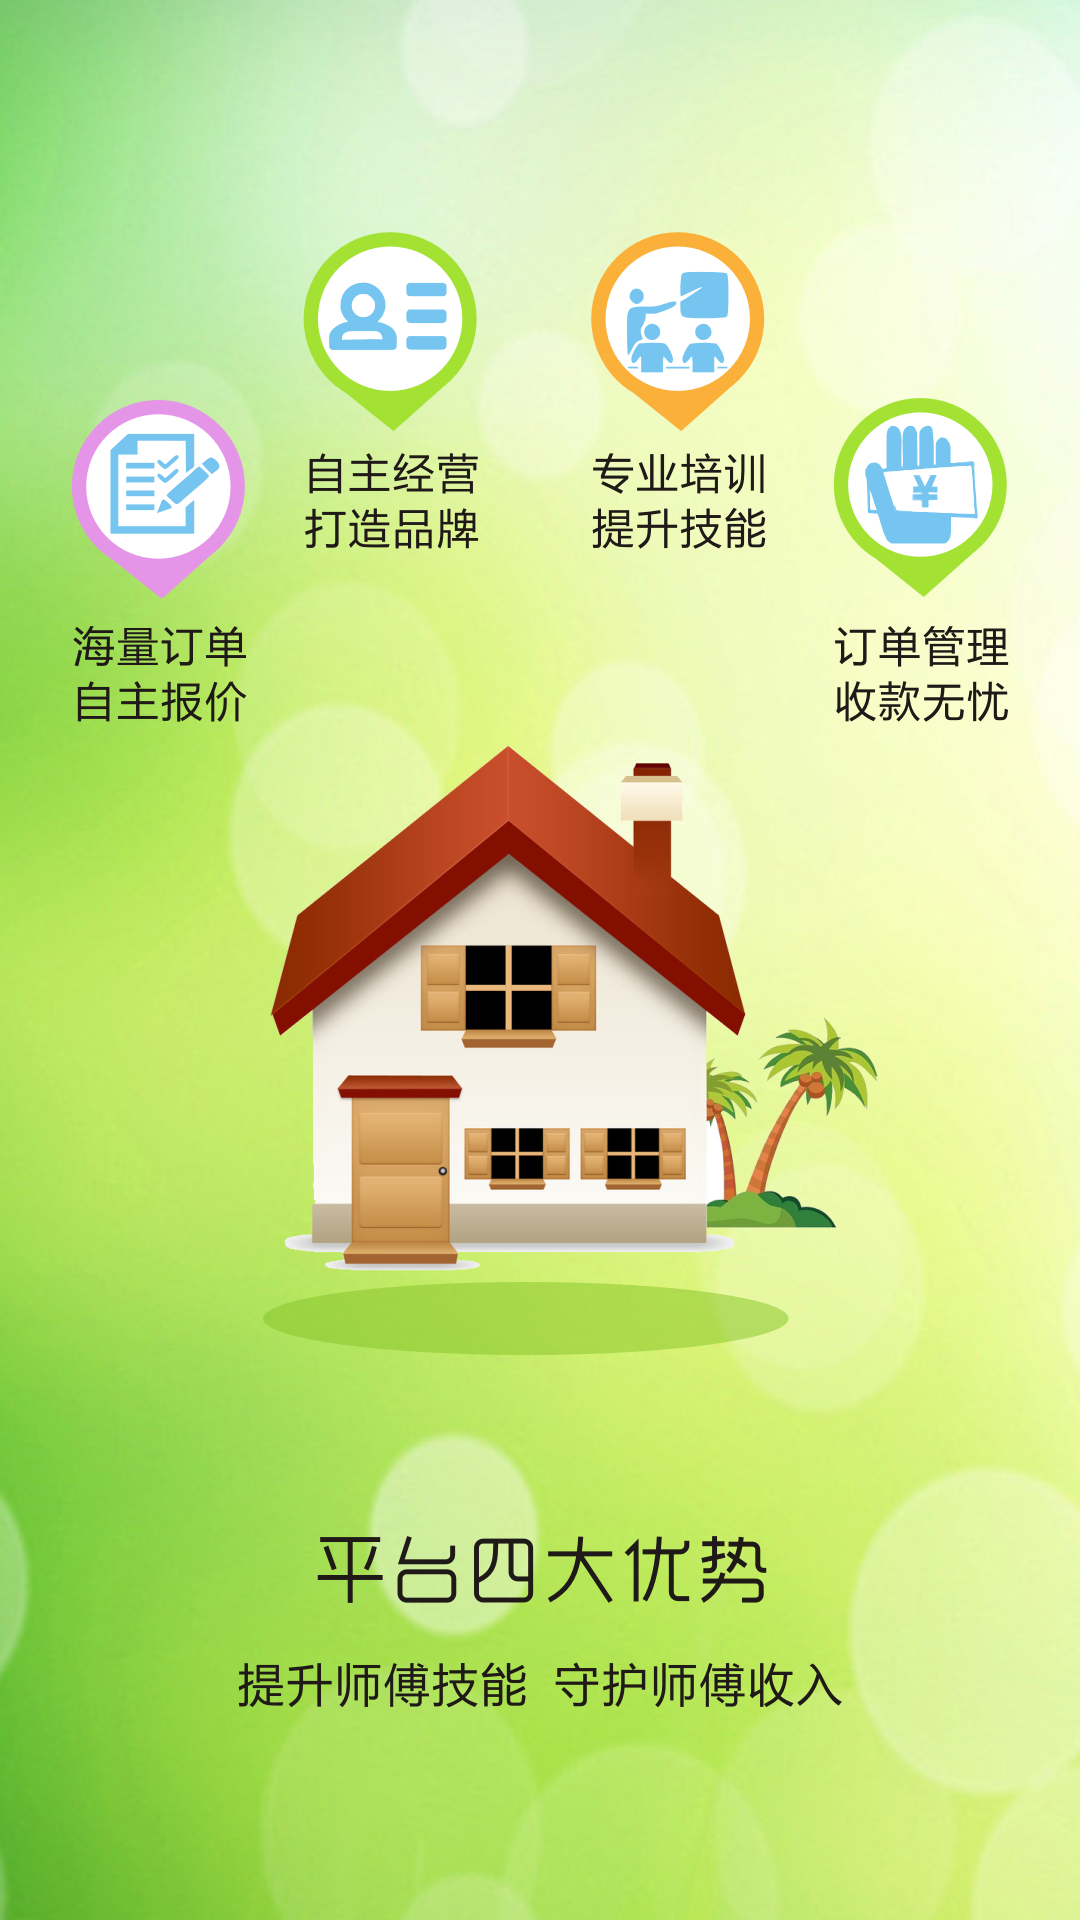 自主经营
打造品牌
专业培训
提升技能
海量订单
自主报价
订单管理
收款无忧
¥
平台四大优势
提升师傅技能 守护师傅收入